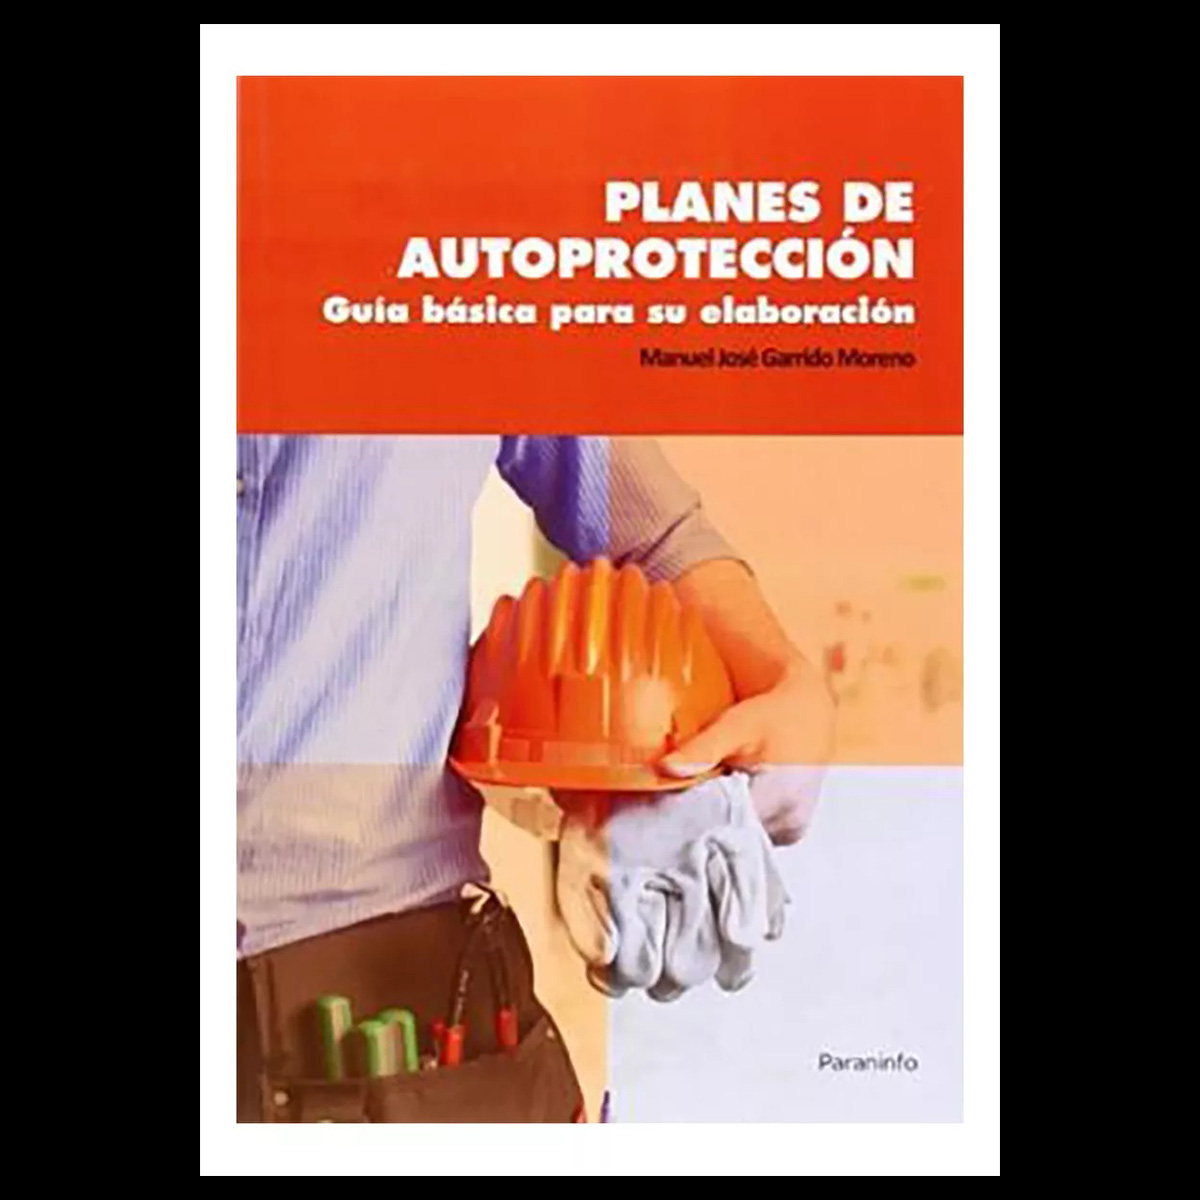 PLANES DE
AUTOPROTECCIÓN
Guía básica para su elaboración
Manuel José Garrido Moreno
Paraninfo